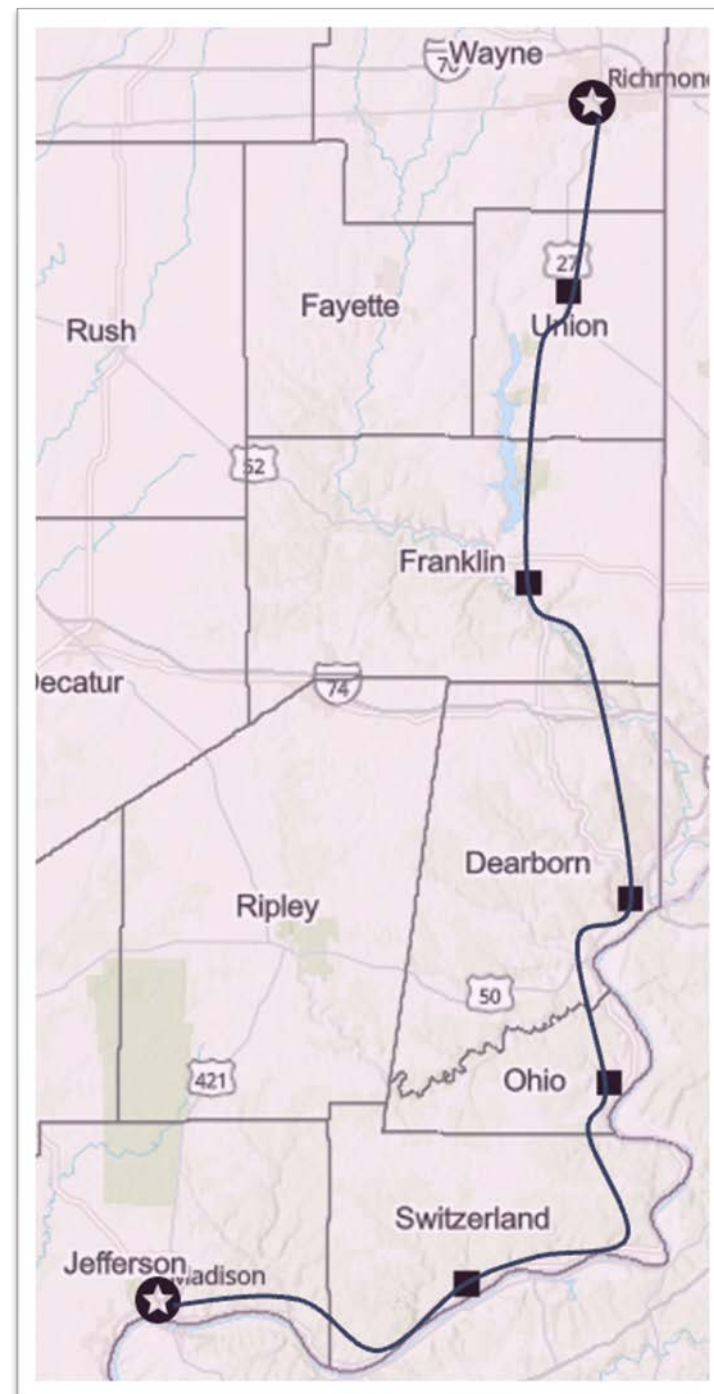 Wayne
70
Richmond
27
Fayette
Union
Rush
52
Franklin
Decatur
74
Dearborn
Ripley
50
Ohio
421
Switzerland
Jefferson
Madison